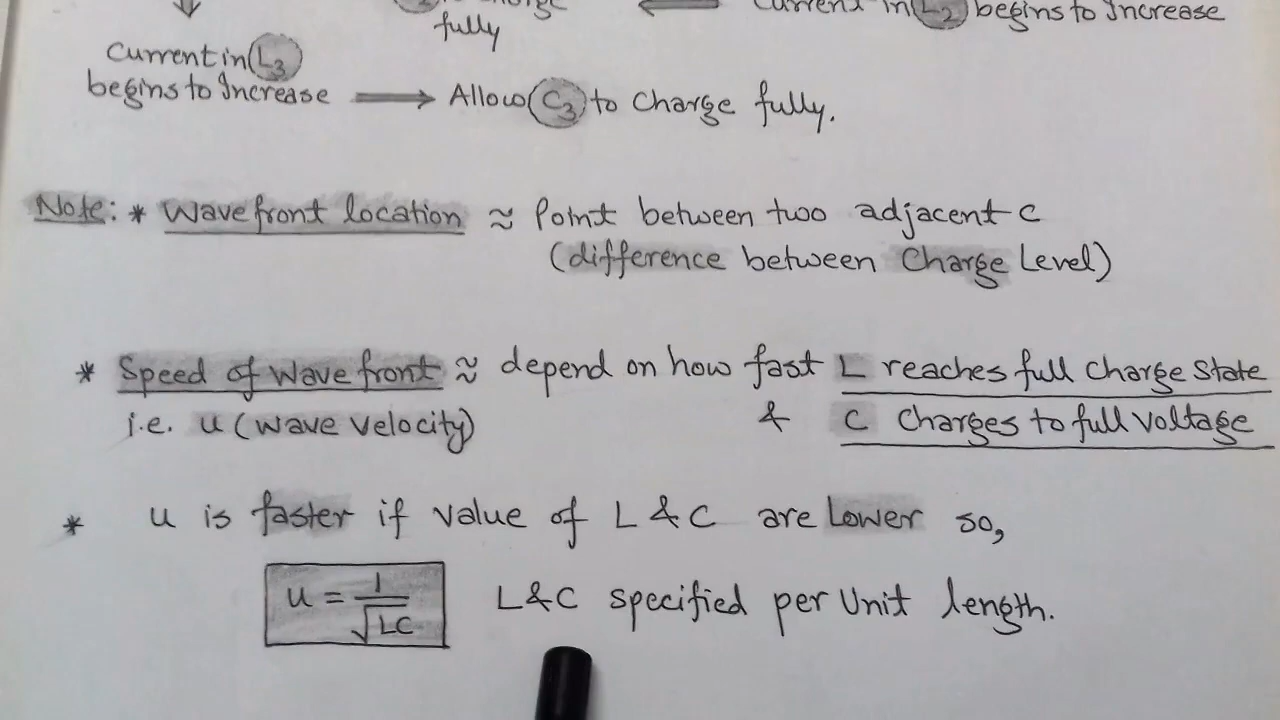 Current in L2 begins to Increase
fully
Current in L3
begins to Increase ⟹ Allow C3 to Charge fully.
Note: * Wavefront location ≈ Point between two adjacent C
(difference between Charge Level)
* Speed of wave front ≈ depend on how fast L reaches full Charge State
i.e. u (wave velocity) & C Charges to full voltage
* u is faster if value of L & C are Lower so,
u = 1/√LC L&C specified per Unit length.